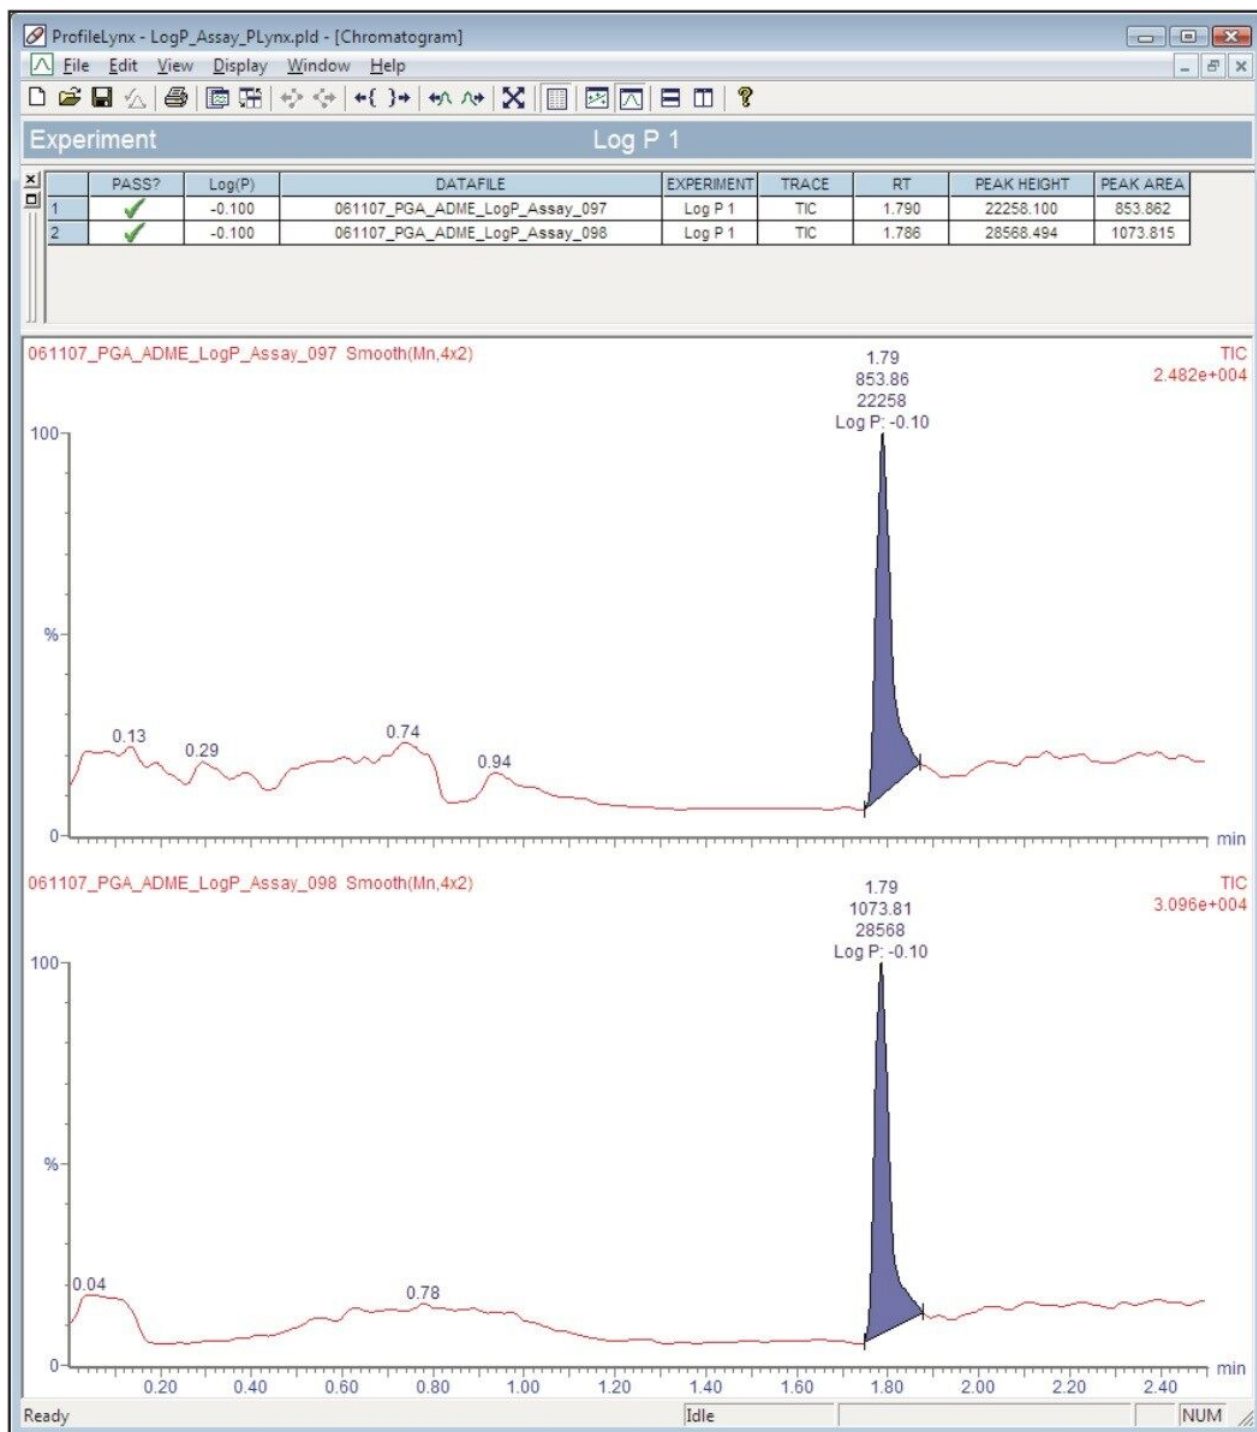 ProfileLynx - LogP_Assay_PLynx.pld - [Chromatogram]
File Edit View Display Window Help
Experiment Log P 1
PASS? Log(P) DATAFILE EXPERIMENT TRACE RT PEAK HEIGHT PEAK AREA
1 -0.100 061107_PGA_ADME_LogP_Assay_097 Log P 1 TIC 1.790 22258.100 853.862
2 -0.100 061107_PGA_ADME_LogP_Assay_098 Log P 1 TIC 1.786 28568.494 1073.815
061107_PGA_ADME_LogP_Assay_097 Smooth(Mn,4x2)
1.79
853.86
22258
Log P: -0.10
TIC
2.482e+004
100
%
0.13
0.29
0.74
0.94
0
min
061107_PGA_ADME_LogP_Assay_098 Smooth(Mn,4x2)
1.79
1073.81
28568
Log P: -0.10
TIC
3.096e+004
100
%
0.04
0.78
0
min
0.20 0.40 0.60 0.80 1.00 1.20 1.40 1.60 1.80 2.00 2.20 2.40
Ready Idle NUM